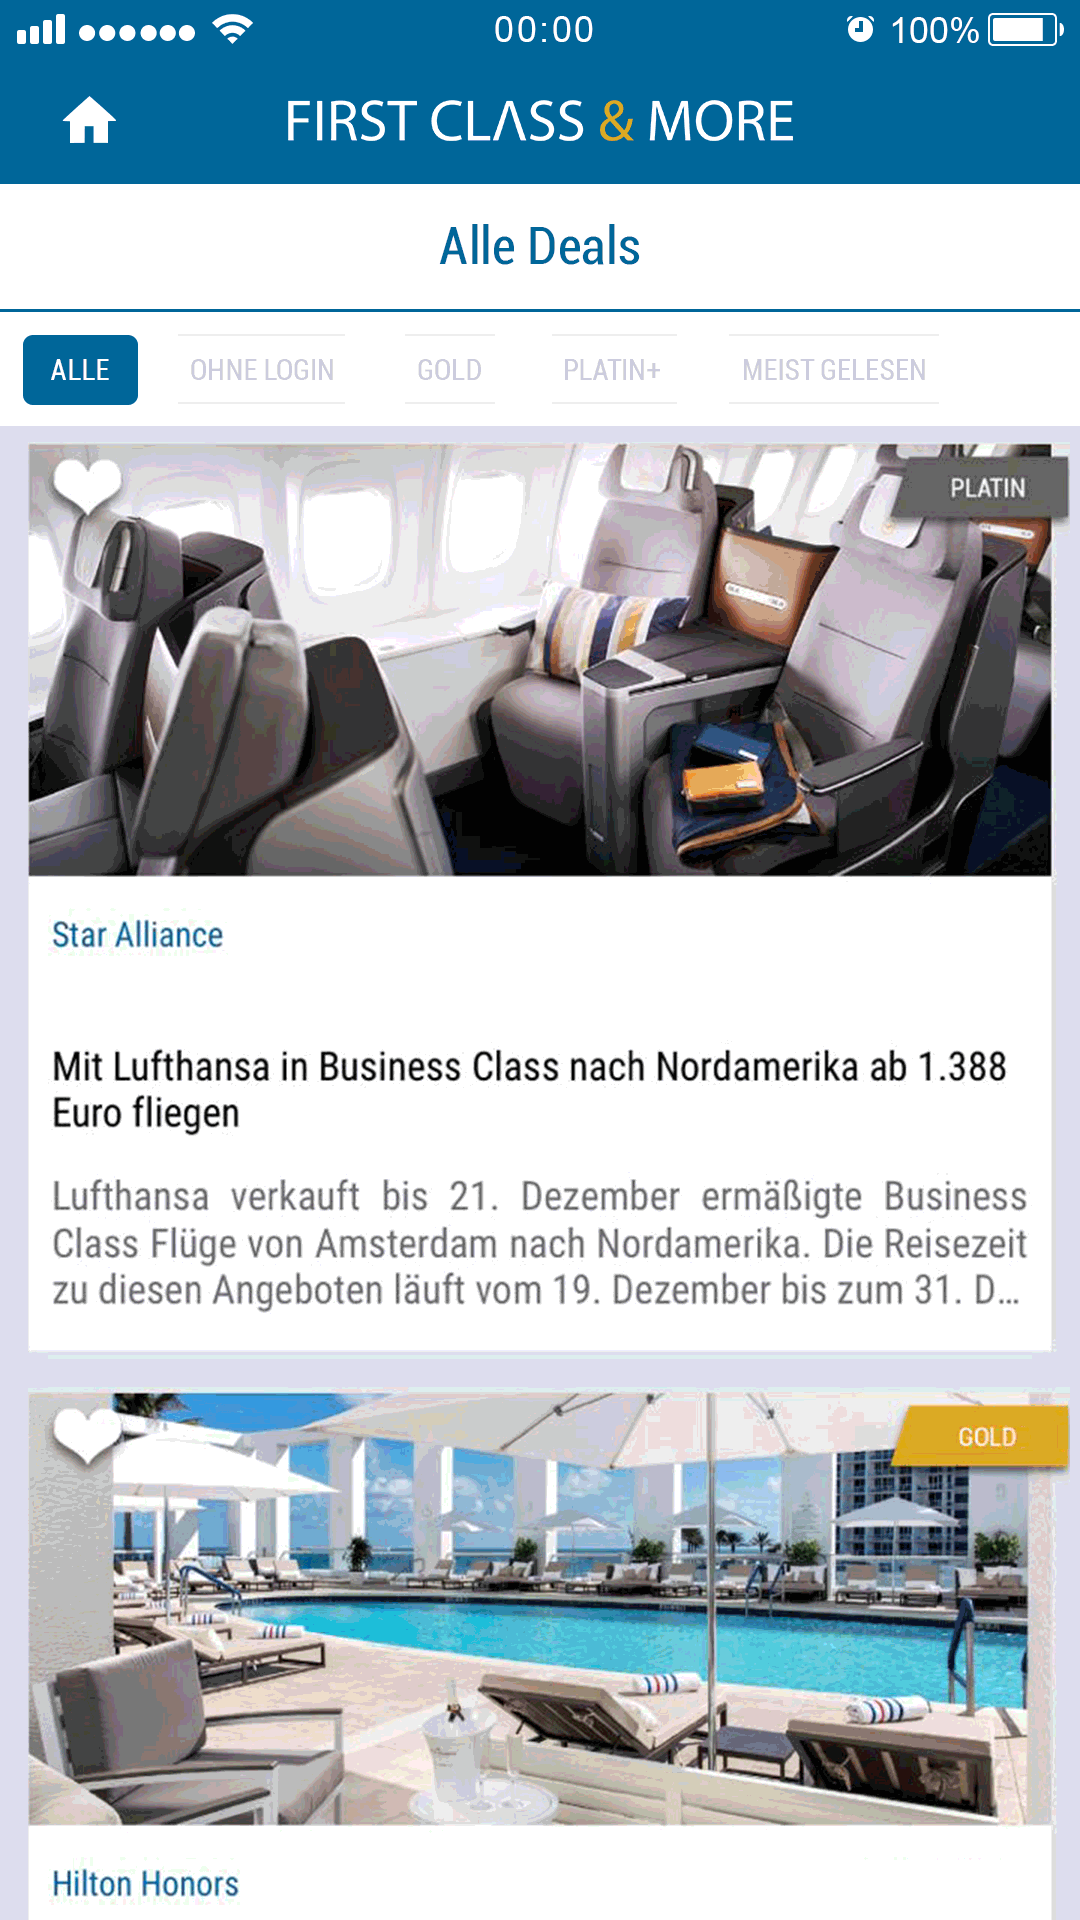 00:00
100%
FIRST CLASS & MORE
Alle Deals
ALLE
OHNE LOGIN
GOLD
PLATIN+
MEIST GELESEN
PLATIN
Star Alliance
Mit Lufthansa in Business Class nach Nordamerika ab 1.388
Euro fliegen
Lufthansa verkauft bis 21. Dezember ermäßigte Business
Class Flüge von Amsterdam nach Nordamerika. Die Reisezeit
zu diesen Angeboten läuft vom 19. Dezember bis zum 31. D...
GOLD
Hilton Honors